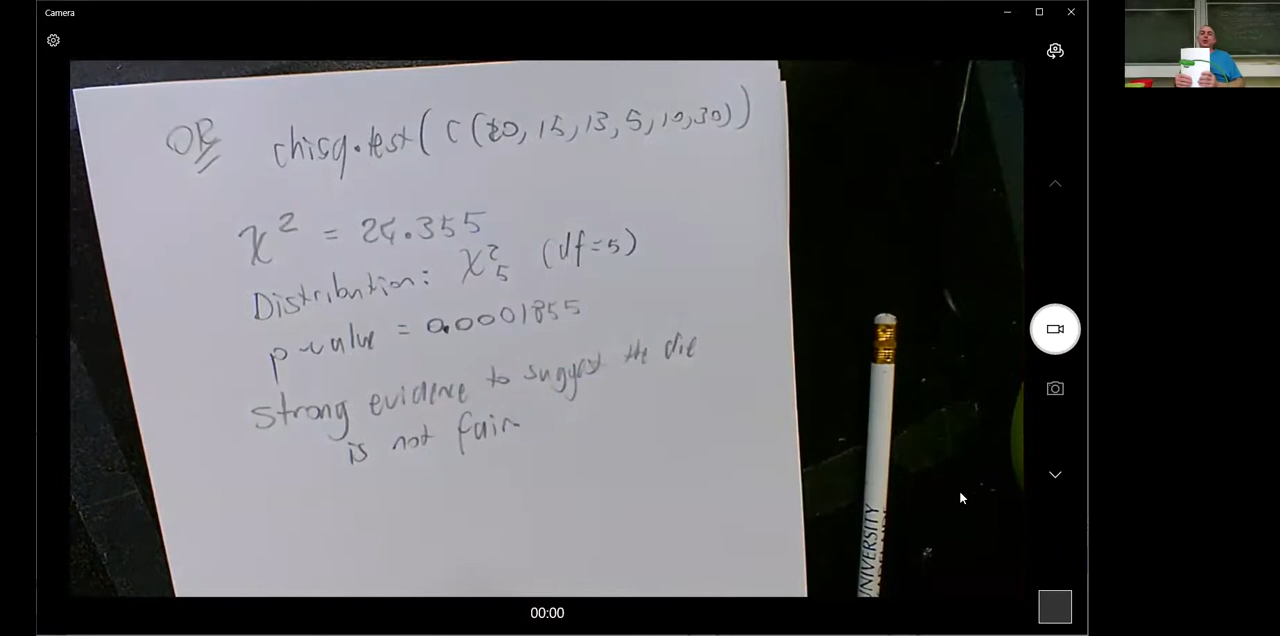 Camera
OR chisq.test(c(20, 15, 13, 5, 10, 30))
χ² = 24.355
Distribution: χ²₅ (df=5)
p-value = 0.0001855
Strong evidence to suggest the die
is not fair
UNIVERSITY
00:00